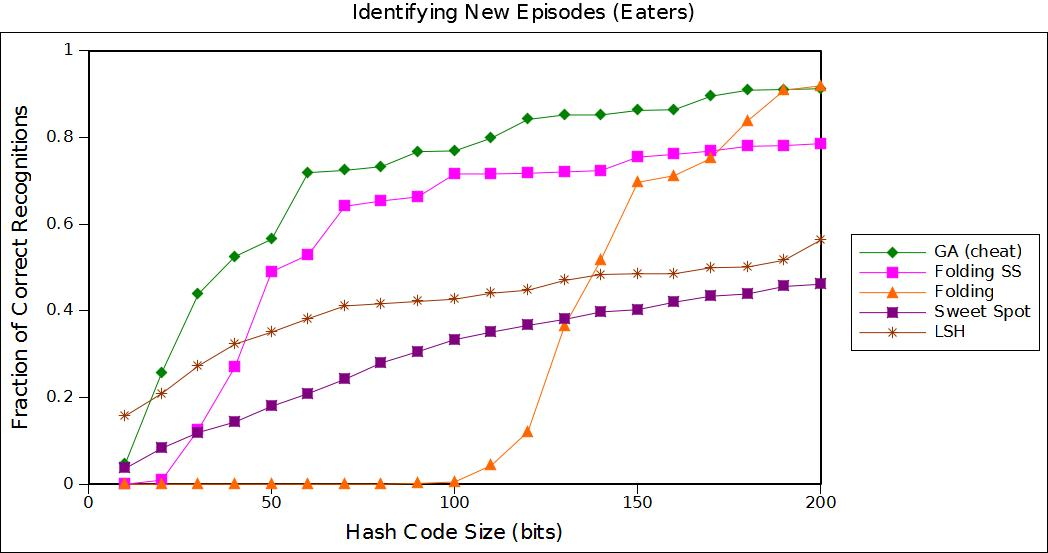 Identifying New Episodes (Eaters)
Fraction of Correct Recognitions
1
0.8
0.6
0.4
0.2
0
0
50
100
150
200
Hash Code Size (bits)
GA (cheat)
Folding SS
Folding
Sweet Spot
LSH